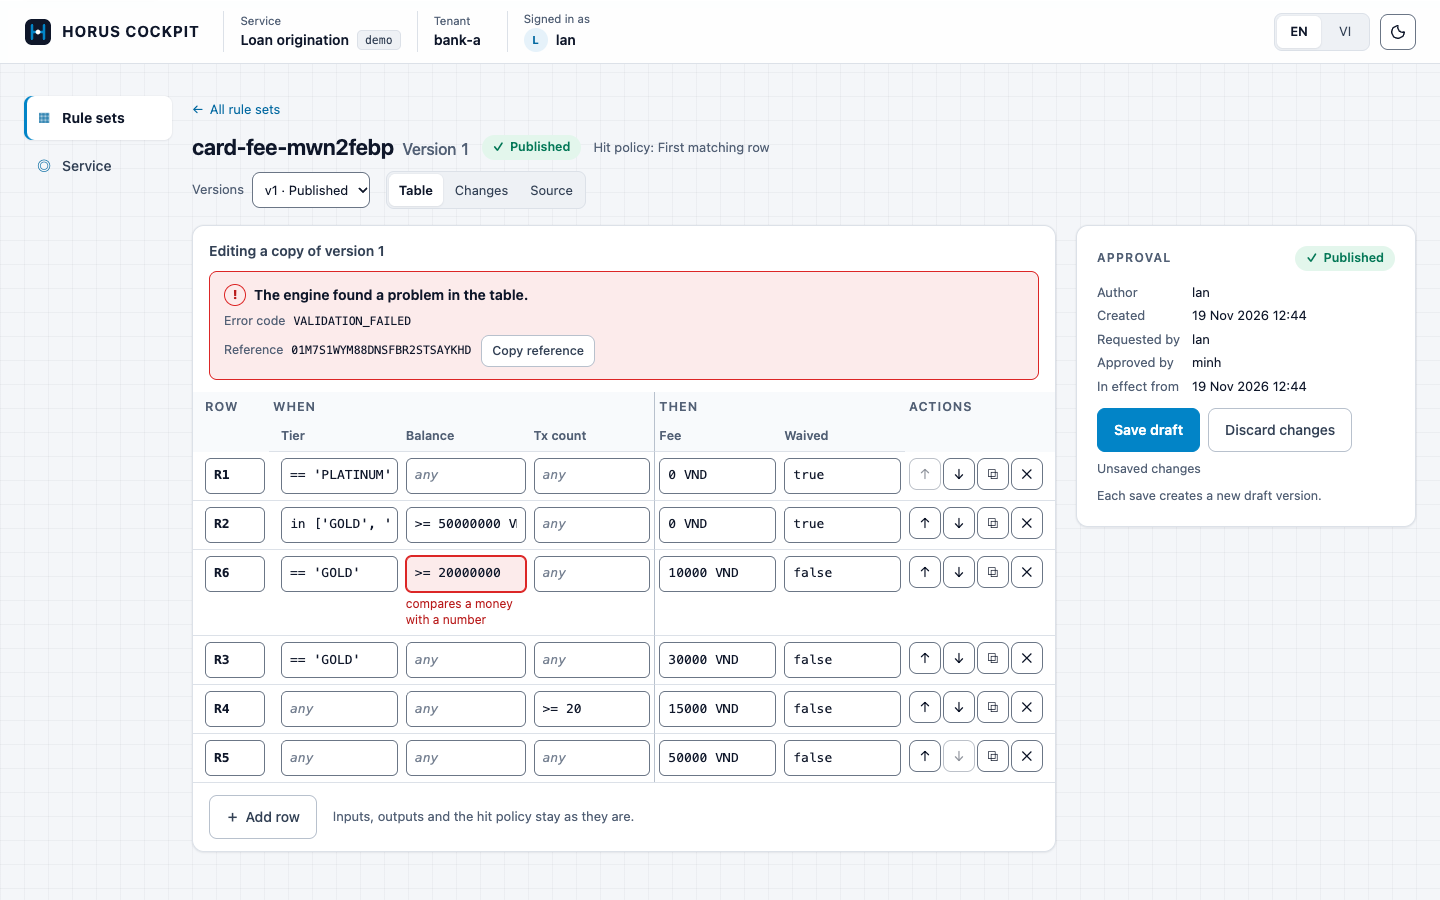 HORUS COCKPIT
Service
Loan origination demo
Tenant
bank-a
Signed in as
L lan
EN VI
Rule sets
Service
← All rule sets
card-fee-mwn2febp Version 1 ✓ Published Hit policy: First matching row
Versions v1 · Published Table Changes Source
Editing a copy of version 1
! The engine found a problem in the table.
Error code VALIDATION_FAILED
Reference 01M7S1WYM88DNSFBR2STSAYKHD Copy reference
ROW WHEN THEN ACTIONS
Tier Balance Tx count Fee Waived
R1 == 'PLATINUM' any any 0 VND true ↑ ↓ ✕
R2 in ['GOLD', ' >= 50000000 V any 0 VND true ↑ ↓ ✕
R6 == 'GOLD' >= 20000000 any 10000 VND false ↑ ↓ ✕
compares a money
with a number
R3 == 'GOLD' any any 30000 VND false ↑ ↓ ✕
R4 any any >= 20 15000 VND false ↑ ↓ ✕
R5 any any any 50000 VND false ↑ ↓ ✕
+ Add row Inputs, outputs and the hit policy stay as they are.
APPROVAL ✓ Published
Author lan
Created 19 Nov 2026 12:44
Requested by lan
Approved by minh
In effect from 19 Nov 2026 12:44
Save draft Discard changes
Unsaved changes
Each save creates a new draft version.